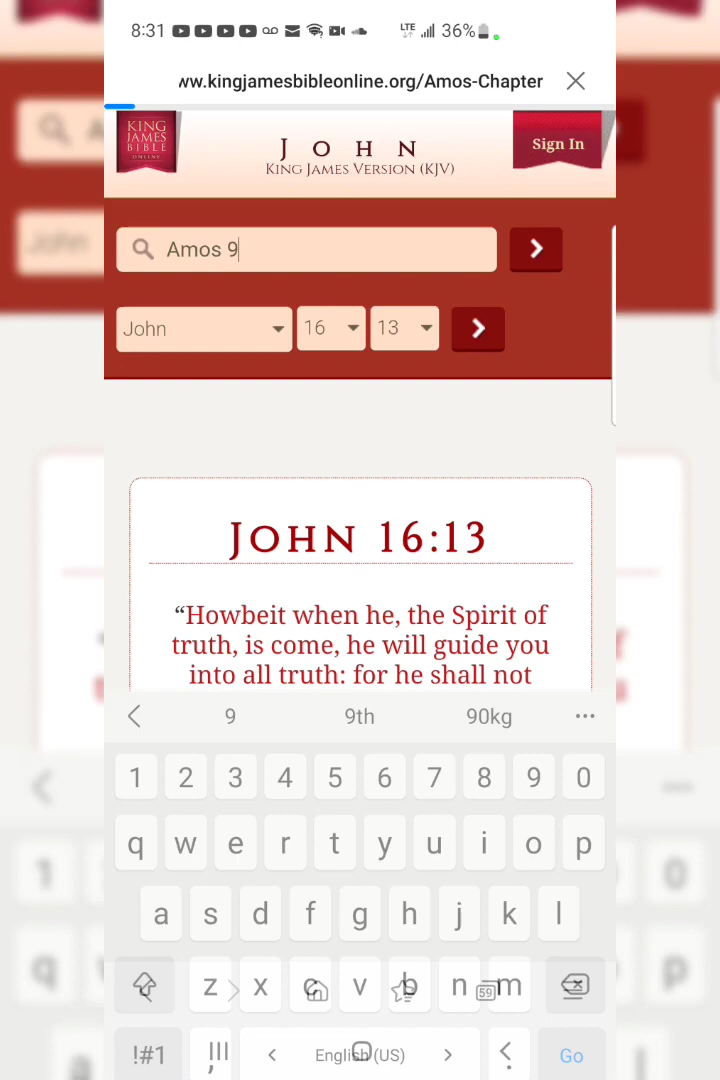 8:31 LTE 36%
ww.kingjamesbibleonline.org/Amos-Chapter
KING
JAMES
BIBLE
ONLINE
JOHN
KING JAMES VERSION (KJV)
Sign In
Amos 9
John 16 13
JOHN 16:13
“Howbeit when he, the Spirit of
truth, is come, he will guide you
into all truth: for he shall not
9 9th 90kg
1 2 3 4 5 6 7 8 9 0
q w e r t y u i o p
a s d f g h j k l
z x c v b n m
59
!#1 , English (US) . Go